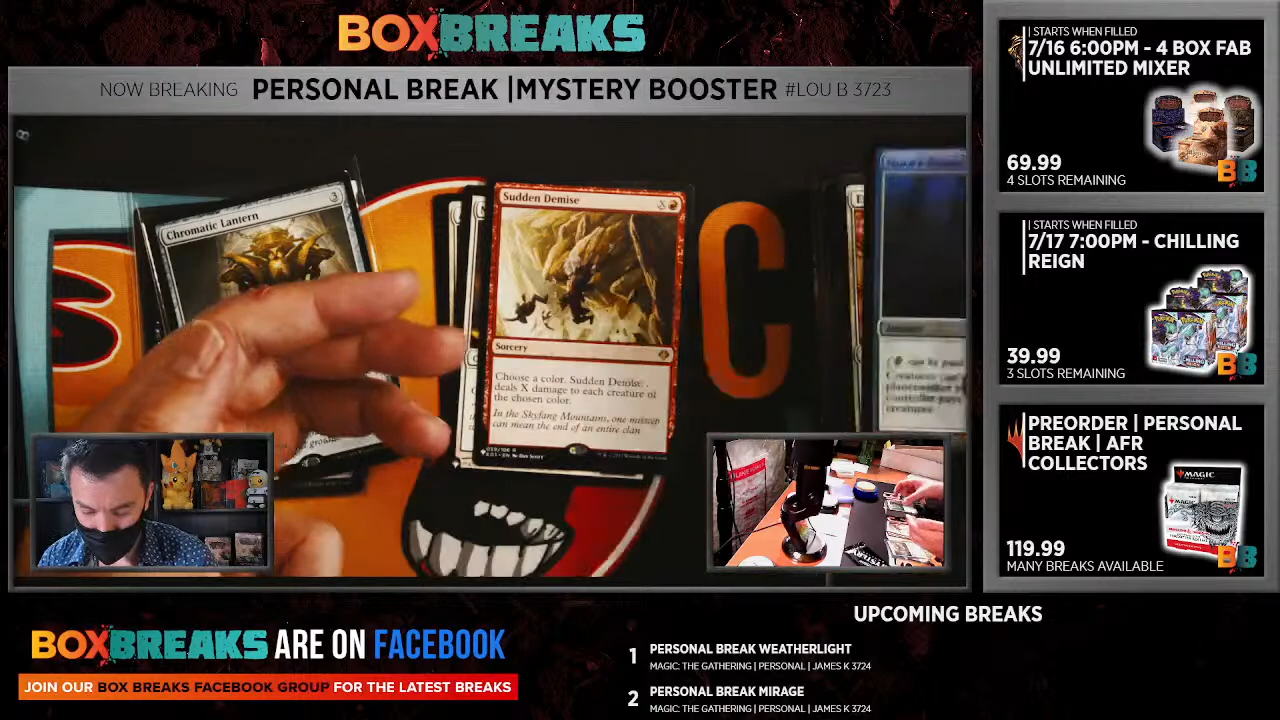 BOXBREAKS
NOW BREAKING PERSONAL BREAK |MYSTERY BOOSTER #LOU B 3723
Chromatic Lantern
3
Sudden Demise
X
Sorcery
Choose a color. Sudden Demise
deals X damage to each creature of
the chosen color.
In the Skyfang Mountains, one misstep
can mean the end of an entire clan
C
STARTS WHEN FILLED
7/16 6:00PM - 4 BOX FAB
UNLIMITED MIXER
69.99
4 SLOTS REMAINING
BB
STARTS WHEN FILLED
7/17 7:00PM - CHILLING
REIGN
39.99
3 SLOTS REMAINING
BB
PREORDER | PERSONAL
BREAK | AFR
COLLECTORS
MAGIC
119.99
MANY BREAKS AVAILABLE
BB
BOXBREAKS ARE ON FACEBOOK
JOIN OUR BOX BREAKS FACEBOOK GROUP FOR THE LATEST BREAKS
UPCOMING BREAKS
1 PERSONAL BREAK WEATHERLIGHT
MAGIC: THE GATHERING | PERSONAL | JAMES K 3724
2 PERSONAL BREAK MIRAGE
MAGIC: THE GATHERING | PERSONAL | JAMES K 3724